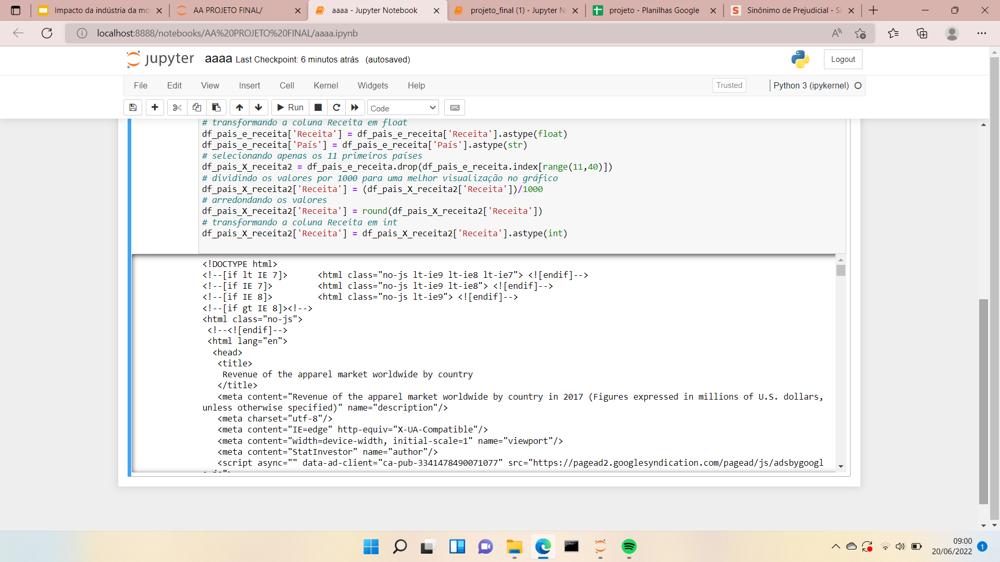 Impacto da indústria da mo
AA PROJETO FINAL/
aaaa - Jupyter Notebook
projeto_final (1) - Jupyter N
projeto - Planilhas Google
Sinônimo de Prejudicial - Si
localhost:8888/notebooks/AA%20PROJETO%20FINAL/aaaa.ipynb
jupyter aaaa Last Checkpoint: 6 minutos atrás (autosaved)
Logout
File Edit View Insert Cell Kernel Widgets Help
Trusted
Python 3 (ipykernel)
Run
Code
# transformando a coluna Receita em float
df_pais_e_receita['Receita'] = df_pais_e_receita['Receita'].astype(float)
df_pais_e_receita['País'] = df_pais_e_receita['País'].astype(str)
# selecionando apenas os 11 primeiros países
df_pais_X_receita2 = df_pais_e_receita.drop(df_pais_e_receita.index[range(11,40)])
# dividindo os valores por 1000 para uma melhor visualização no gráfico
df_pais_X_receita2['Receita'] = (df_pais_X_receita2['Receita'])/1000
# arredondando os valores
df_pais_X_receita2['Receita'] = round(df_pais_X_receita2['Receita'])
# transformando a coluna Receita em int
df_pais_X_receita2['Receita'] = df_pais_X_receita2['Receita'].astype(int)
<!DOCTYPE html>
<!--[if lt IE 7]>      <html class="no-js lt-ie9 lt-ie8 lt-ie7"> <![endif]-->
<!--[if IE 7]>         <html class="no-js lt-ie9 lt-ie8"> <![endif]-->
<!--[if IE 8]>         <html class="no-js lt-ie9"> <![endif]-->
<!--[if gt IE 8]><!-->
<html class="no-js">
 <!--<![endif]-->
 <html lang="en">
  <head>
   <title>
    Revenue of the apparel market worldwide by country
   </title>
   <meta content="Revenue of the apparel market worldwide by country in 2017 (Figures expressed in millions of U.S. dollars,
unless otherwise specified)" name="description"/>
   <meta charset="utf-8"/>
   <meta content="IE=edge" http-equiv="X-UA-Compatible"/>
   <meta content="width=device-width, initial-scale=1" name="viewport"/>
   <meta content="StatInvestor" name="author"/>
   <script async="" data-ad-client="ca-pub-3341478490071077" src="https://pagead2.googlesyndication.com/pagead/js/adsbygoogl
09:00
20/06/2022
1